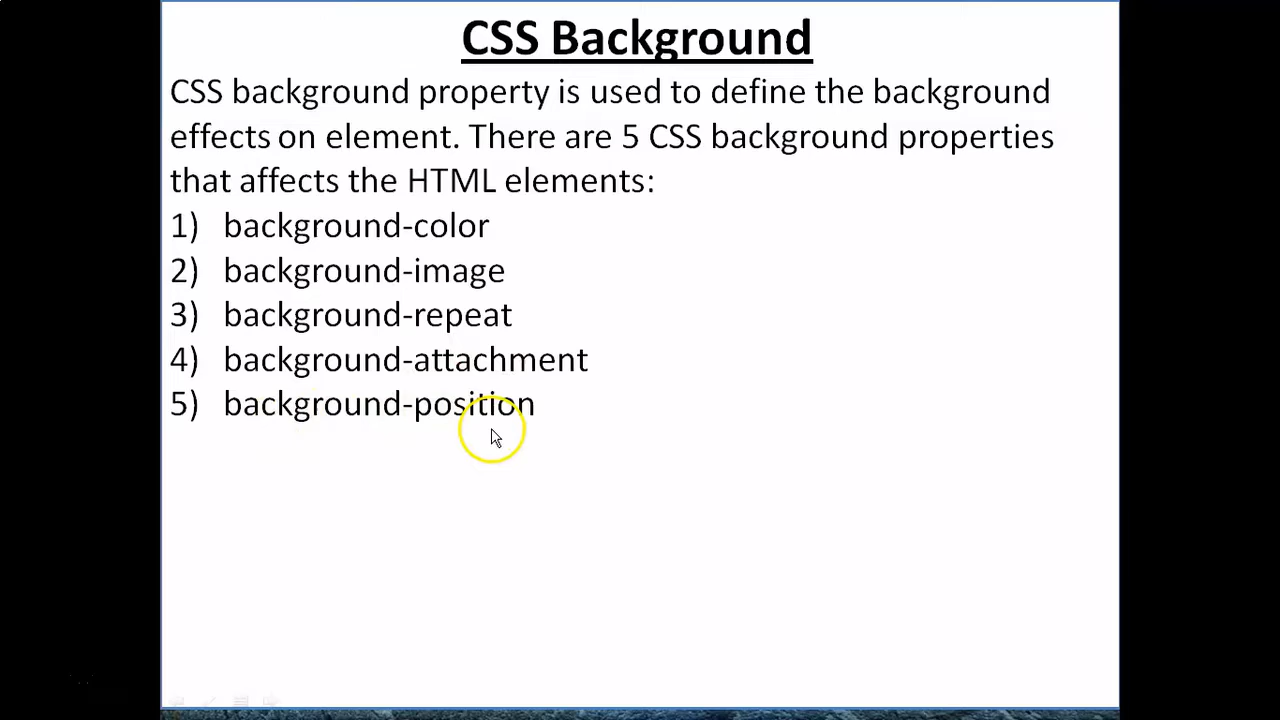 CSS Background
CSS background property is used to define the background
effects on element. There are 5 CSS background properties
that affects the HTML elements:
1) background-color
2) background-image
3) background-repeat
4) background-attachment
5) background-position